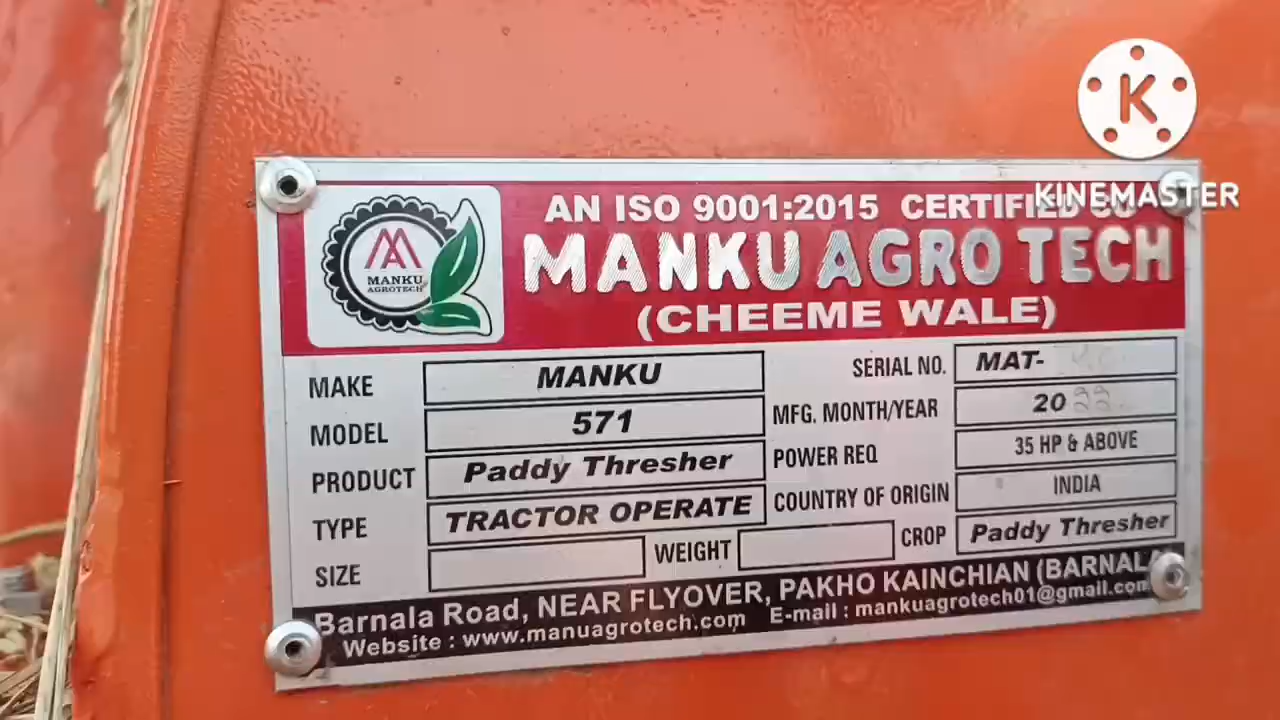 K
KINEMASTER
AN ISO 9001:2015 CERTIFIED CO
MANKU AGRO TECH
(CHEEME WALE)
MANKU
AGROTECH
MAKE MANKU SERIAL NO. MAT-
MODEL 571 MFG. MONTH/YEAR 2022
PRODUCT Paddy Thresher POWER REQ 35 HP & ABOVE
TYPE TRACTOR OPERATE COUNTRY OF ORIGIN INDIA
SIZE WEIGHT CROP Paddy Thresher
Barnala Road, NEAR FLYOVER, PAKHO KAINCHIAN (BARNALA
Website : www.manuagrotech.com E-mail : mankuagrotech01@gmail.com